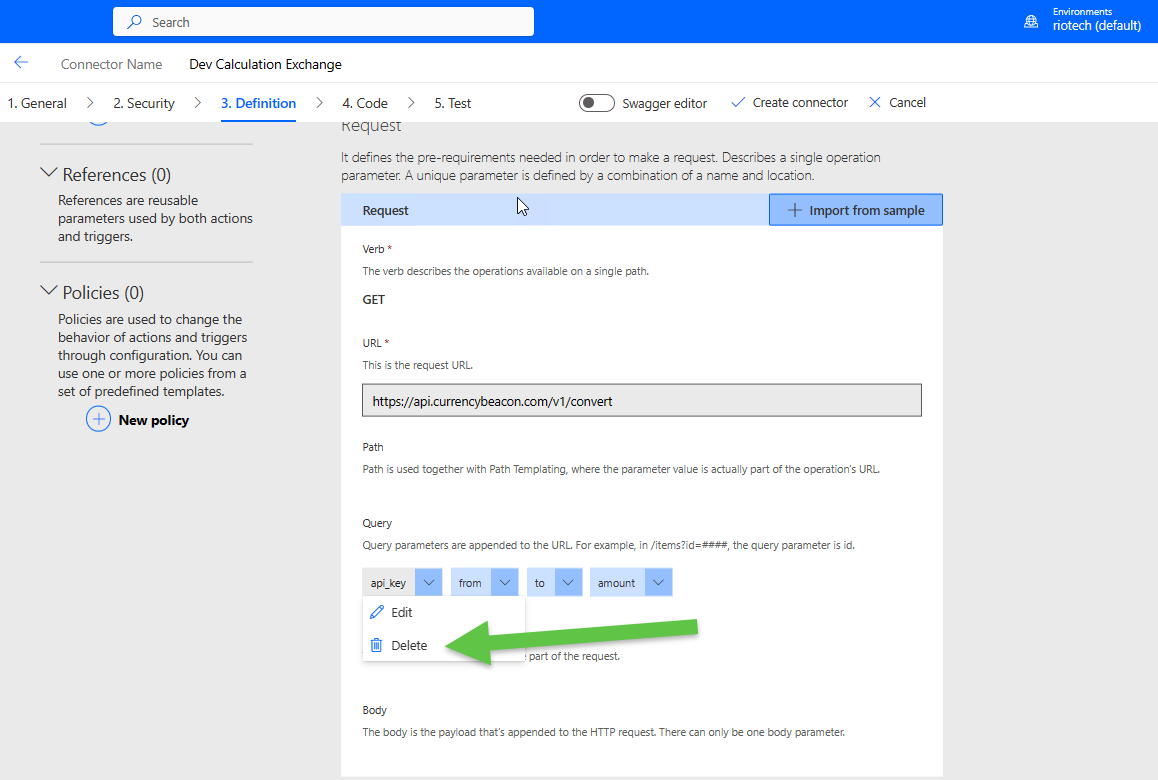 Search
Environments
riotech (default)
Connector Name
Dev Calculation Exchange
1. General
2. Security
3. Definition
4. Code
5. Test
Swagger editor
Create connector
Cancel
References (0)
References are reusable
parameters used by both actions
and triggers.
Policies (0)
Policies are used to change the
behavior of actions and triggers
through configuration. You can
use one or more policies from a
set of predefined templates.
New policy
Request
It defines the pre-requirements needed in order to make a request. Describes a single operation
parameter. A unique parameter is defined by a combination of a name and location.
Request
Import from sample
Verb *
The verb describes the operations available on a single path.
GET
URL *
This is the request URL.
https://api.currencybeacon.com/v1/convert
Path
Path is used together with Path Templating, where the parameter value is actually part of the operation's URL.
Query
Query parameters are appended to the URL. For example, in /items?id=####, the query parameter is id.
api_key
from
to
amount
Edit
Delete
part of the request.
Body
The body is the payload that's appended to the HTTP request. There can only be one body parameter.